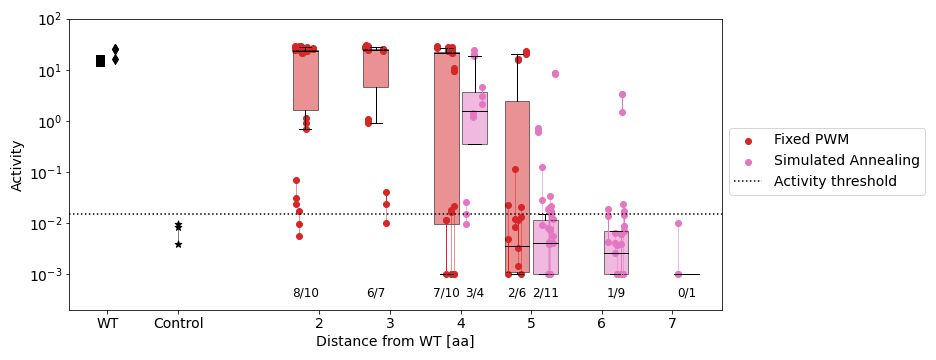 10²
10¹
10⁰
10⁻¹
10⁻²
10⁻³
Activity
Fixed PWM
Simulated Annealing
Activity threshold
8/10 6/7 7/10 3/4 2/6 2/11 1/9 0/1
WT Control 2 3 4 5 6 7
Distance from WT [aa]